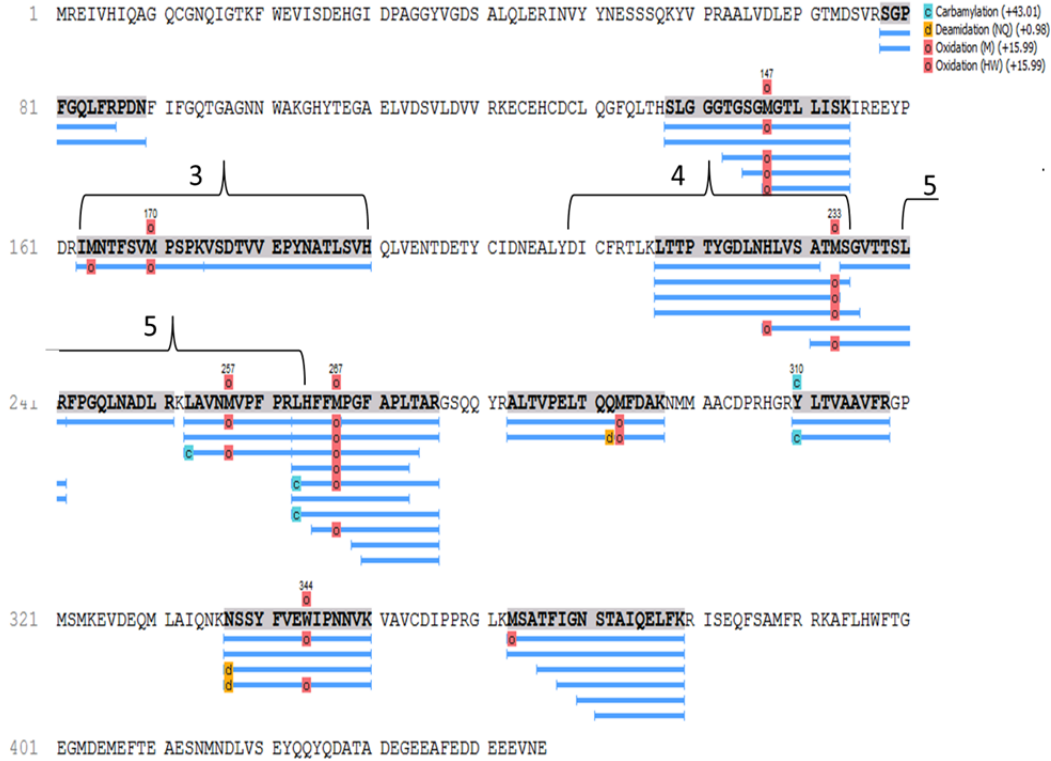 1 MREIVHIQAG QCGNQIGTKF WEVISDEHGI DPAGGYVGDS ALQLERINVY YNESSSQKYV PRAALVDLEP GTMDSVRSGP
c Carbamylation (+43.01)
d Deamidation (NQ) (+0.98)
o Oxidation (M) (+15.99)
o Oxidation (HW) (+15.99)
147
o
81 FGQLFRPDNF IFGQTGAGNN WAKGHYTEGA ELVDSVLDVV RKECEHCDCL QGFQLTHSLG GGTGSGMGTL LISKIREEYP
o
o
o
o
3 4 5
170 233
o o
161 DRIMNTFSVM PSPKVSDTVV EPYNATLSVH QLVENTDETY CIDNEALYDI CFRTLKLTTP TYGDLNHLVS ATMSGVTTSL
o o
o
o
o
o
o
5
257 267 310
o o c
241 RFPGQLNADL RKLAVNMVPF PRLHFFMPGF APLTARGSQQ YRALTVPELT QQMFDAKNMM AACDPRHGRY LTVAAVFRGP
o o o
o d o c
c o o
o
c o
c
o
344
o
321 MSMKEVDEQM LAIQNKNSSY FVEWIPNNVK VAVCDIPPRG LKMSATFIGN STAIQELFKR ISEQFSAMFR RKAFLHWFTG
o o
d
d o
401 EGMDEMEFTE AESNMNDLVS EYQQYQDATA DEGEEAFEDD EEEVNE